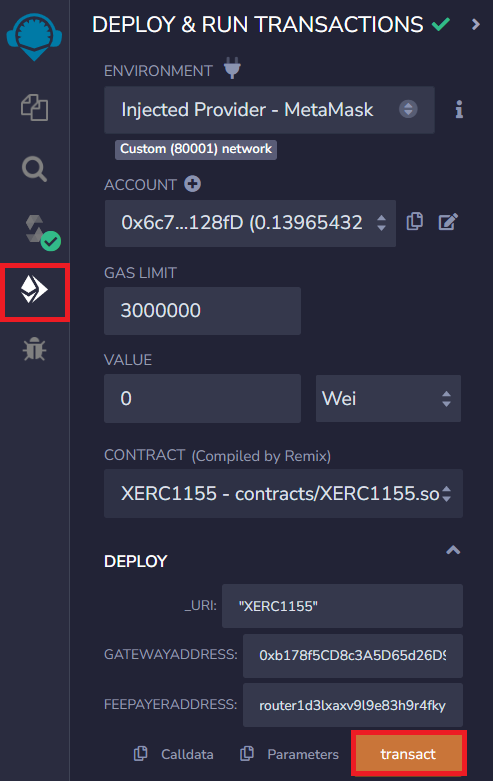 DEPLOY & RUN TRANSACTIONS
ENVIRONMENT
Injected Provider - MetaMask
Custom (80001) network
ACCOUNT
0x6c7...128fD (0.13965432
GAS LIMIT
3000000
VALUE
0 Wei
CONTRACT (Compiled by Remix)
XERC1155 - contracts/XERC1155.so
DEPLOY
_URI: "XERC1155"
GATEWAYADDRESS: 0xb178f5CD8c3A5D65d26D9
FEEPAYERADDRESS: router1d3lxaxv9l9e83h9r4fky
Calldata Parameters transact